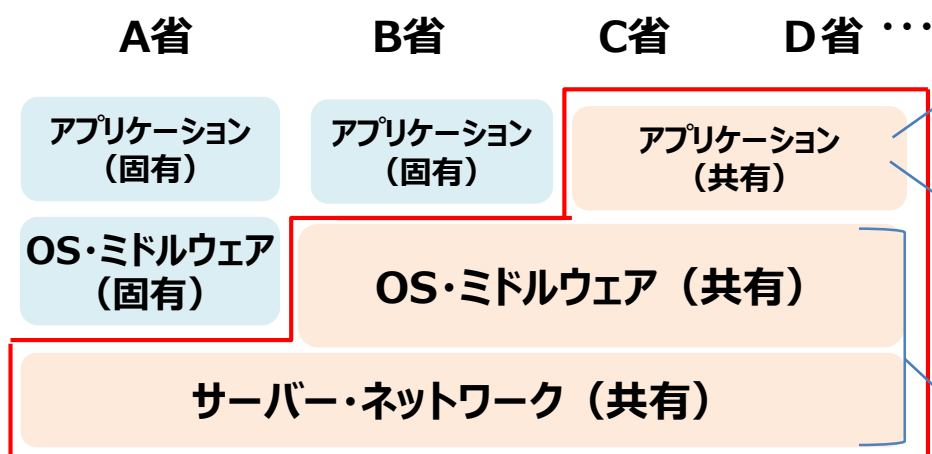 A省 B省 C省 D省 ･･･
アプリケーション
（固有）
アプリケーション
（固有）
アプリケーション
（共有）
OS･ミドルウェア
（固有）
OS･ミドルウェア（共有）
サーバー･ネットワーク（共有）